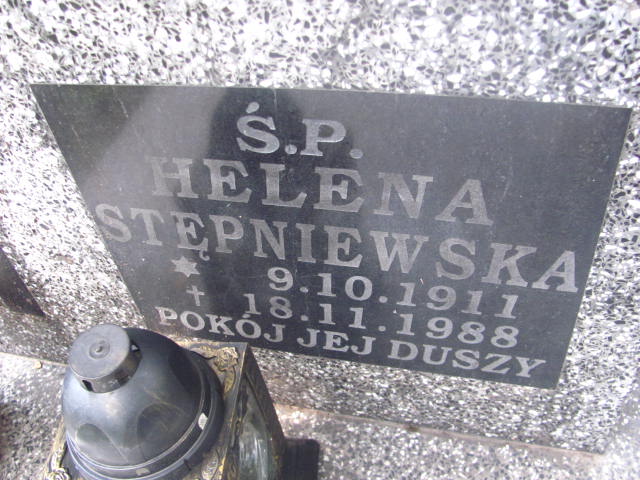 Ś.P.
HELENA
STĘPNIEWSKA
9.10.1911
18.11.1988
POKÓJ JEJ DUSZY